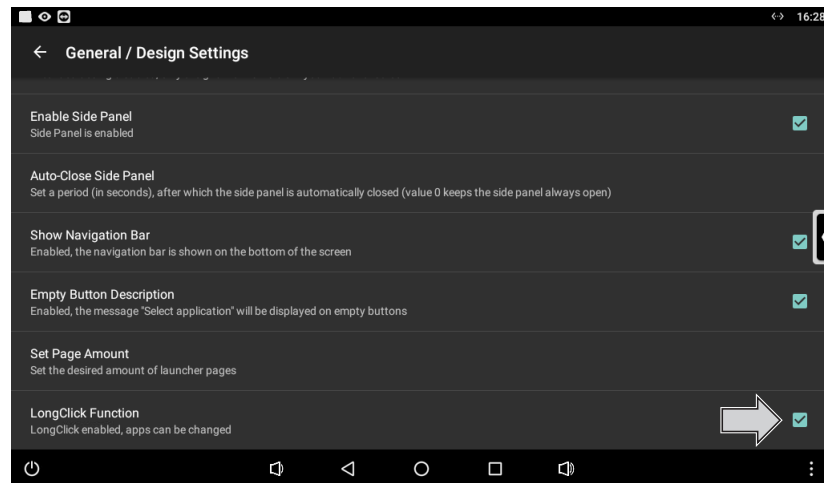 16:28
General / Design Settings
Enable Side Panel
Side Panel is enabled
Auto-Close Side Panel
Set a period (in seconds), after which the side panel is automatically closed (value 0 keeps the side panel always open)
Show Navigation Bar
Enabled, the navigation bar is shown on the bottom of the screen
Empty Button Description
Enabled, the message "Select application" will be displayed on empty buttons
Set Page Amount
Set the desired amount of launcher pages
LongClick Function
LongClick enabled, apps can be changed